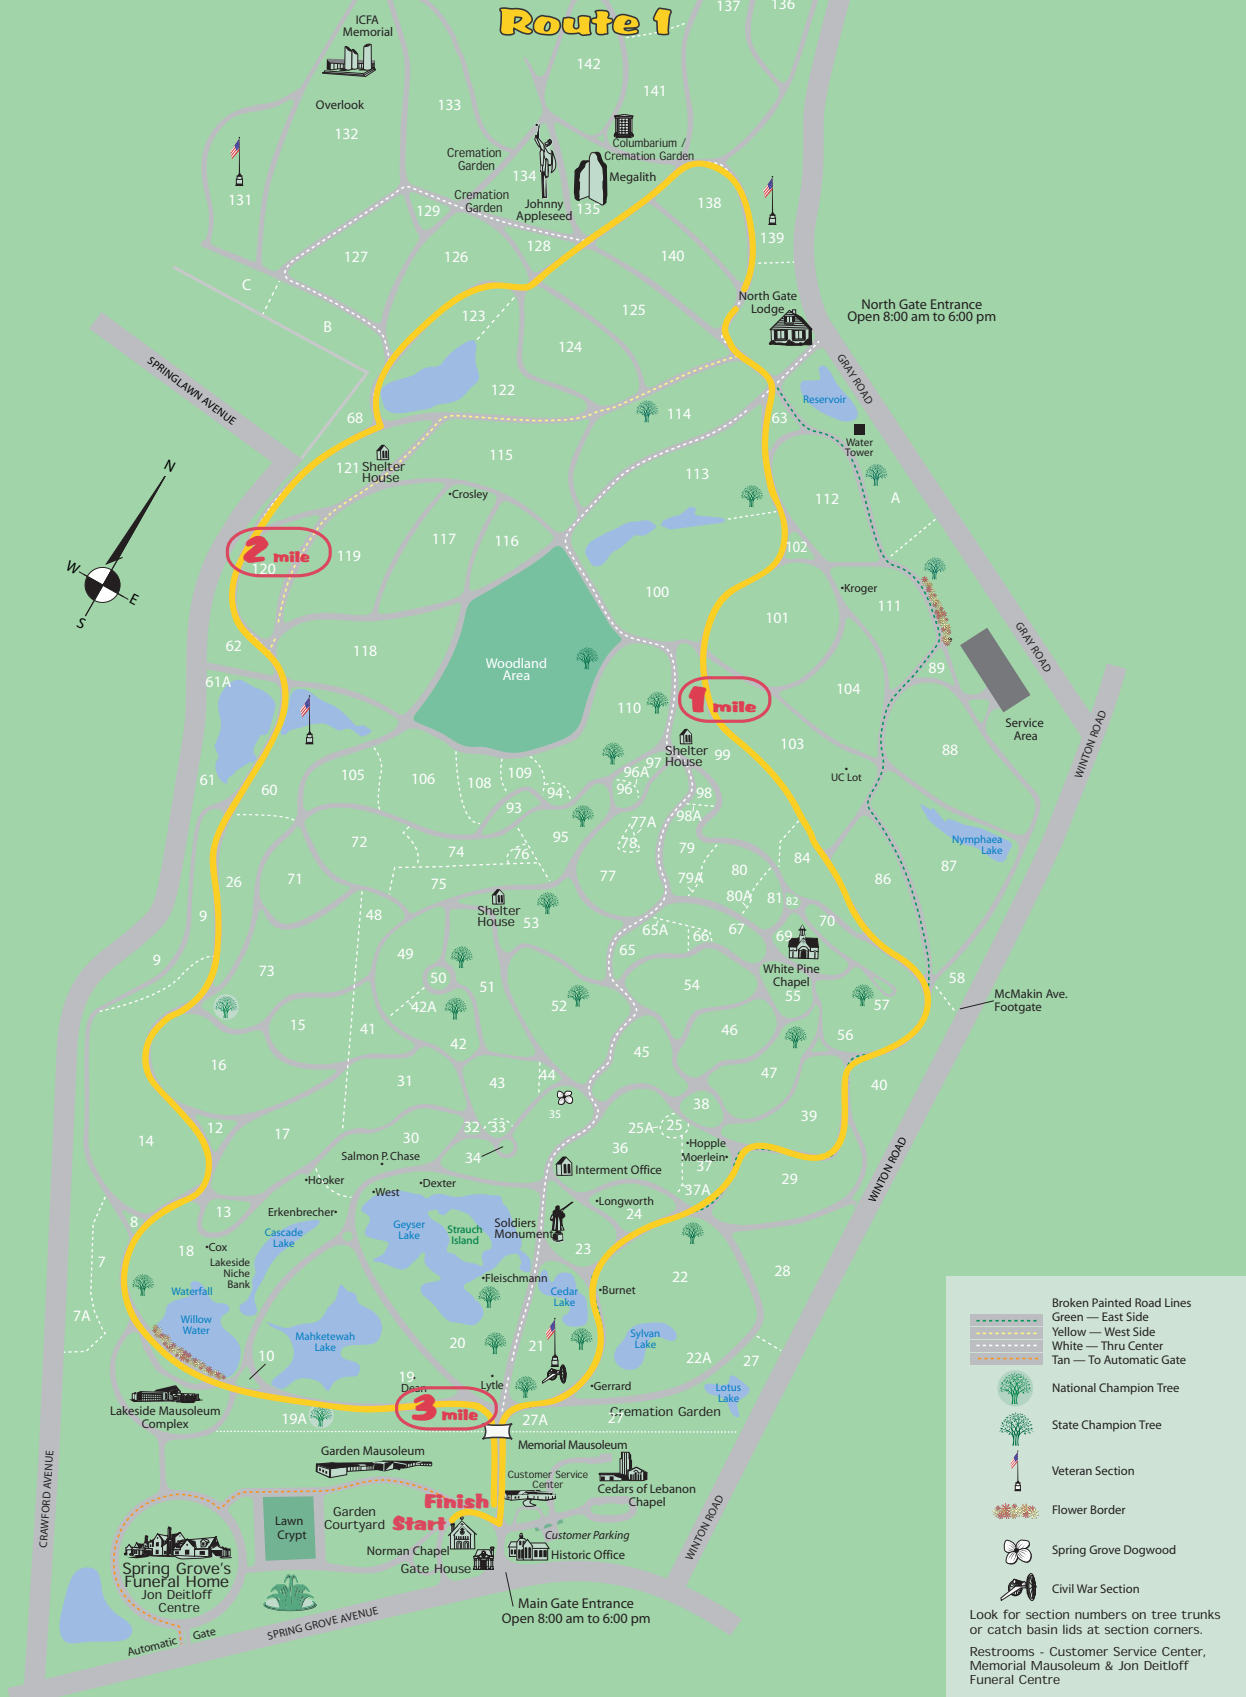 Route 1
137
136
ICFA
Memorial
142
141
133
Overlook
132
Columbarium /
Cremation Garden
Cremation
Garden
134
Megalith
131
Cremation
Garden
Johnny
Appleseed
135
138
129
139
128
127
126
140
C
North Gate
Lodge
North Gate Entrance
Open 8:00 am to 6:00 pm
125
123
B
124
SPRINGLAWN AVENUE
GRAY ROAD
122
Reservoir
68
114
63
Water
Tower
115
121
Shelter
House
113
N
Crosley
112
A
117
116
102
2 mile
119
120
W
E
S
100
Kroger
111
101
GRAY ROAD
62
118
Woodland
Area
89
61A
104
1 mile
110
Service
Area
WINTON ROAD
103
88
Shelter
House
99
97
96A
UC Lot
105
106
108
109
61
60
96
94
98
93
98A
77A
Nymphaea
Lake
72
95
78
79
74
76
84
87
80
71
26
75
77
79A
86
80A
81
82
48
9
Shelter
House
53
70
65A
66
67
69
65
49
9
73
White Pine
Chapel
50
58
51
54
55
McMakin Ave.
Footgate
42A
52
57
15
41
46
56
42
45
16
47
44
31
43
40
35
38
39
12
32
33
25A
25
14
17
30
36
Hopple
Salmon P. Chase
34
Moerlein
Interment Office
37
Hooker
West
Dexter
29
37A
Longworth
13
Erkenbrecher
8
24
Geyser
Lake
Strauch
Island
Soldiers
Monument
Cascade
Lake
18
Cox
23
7
Lakeside
Niche
Bank
28
22
Fleischmann
Waterfall
Cedar
Lake
Burnet
7A
Willow
Water
Mahketewah
Lake
20
21
Sylvan
Lake
10
22A
27
19
Dean
Lytle
Gerrard
Lotus
Lake
Lakeside Mausoleum
Complex
19A
3 mile
27A
27
Cremation Garden
Garden Mausoleum
Memorial Mausoleum
Customer Service
Center
Cedars of Lebanon
Chapel
CRAWFORD AVENUE
Finish
Start
Lawn
Crypt
Garden
Courtyard
Customer Parking
WINTON ROAD
Norman Chapel
Historic Office
Gate House
Spring Grove's
Funeral Home
Jon Deitloff
Centre
Main Gate Entrance
Open 8:00 am to 6:00 pm
SPRING GROVE AVENUE
Automatic Gate
WINTON ROAD
Broken Painted Road Lines
Green — East Side
Yellow — West Side
White — Thru Center
Tan — To Automatic Gate
National Champion Tree
State Champion Tree
Veteran Section
Flower Border
Spring Grove Dogwood
Civil War Section
Look for section numbers on tree trunks
or catch basin lids at section corners.
Restrooms - Customer Service Center,
Memorial Mausoleum & Jon Deitloff
Funeral Centre